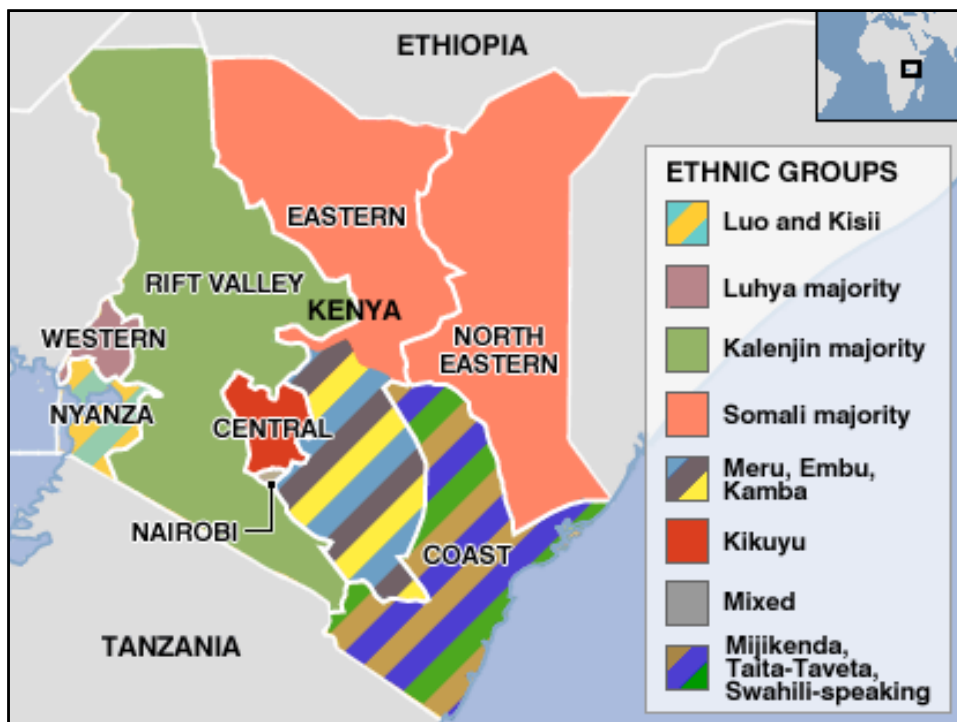 ETHIOPIA
EASTERN
RIFT VALLEY
KENYA
WESTERN
NORTH
EASTERN
NYANZA
CENTRAL
NAIROBI
COAST
TANZANIA
ETHNIC GROUPS
Luo and Kisii
Luhya majority
Kalenjin majority
Somali majority
Meru, Embu,
Kamba
Kikuyu
Mixed
Mijikenda,
Taita-Taveta,
Swahili-speaking